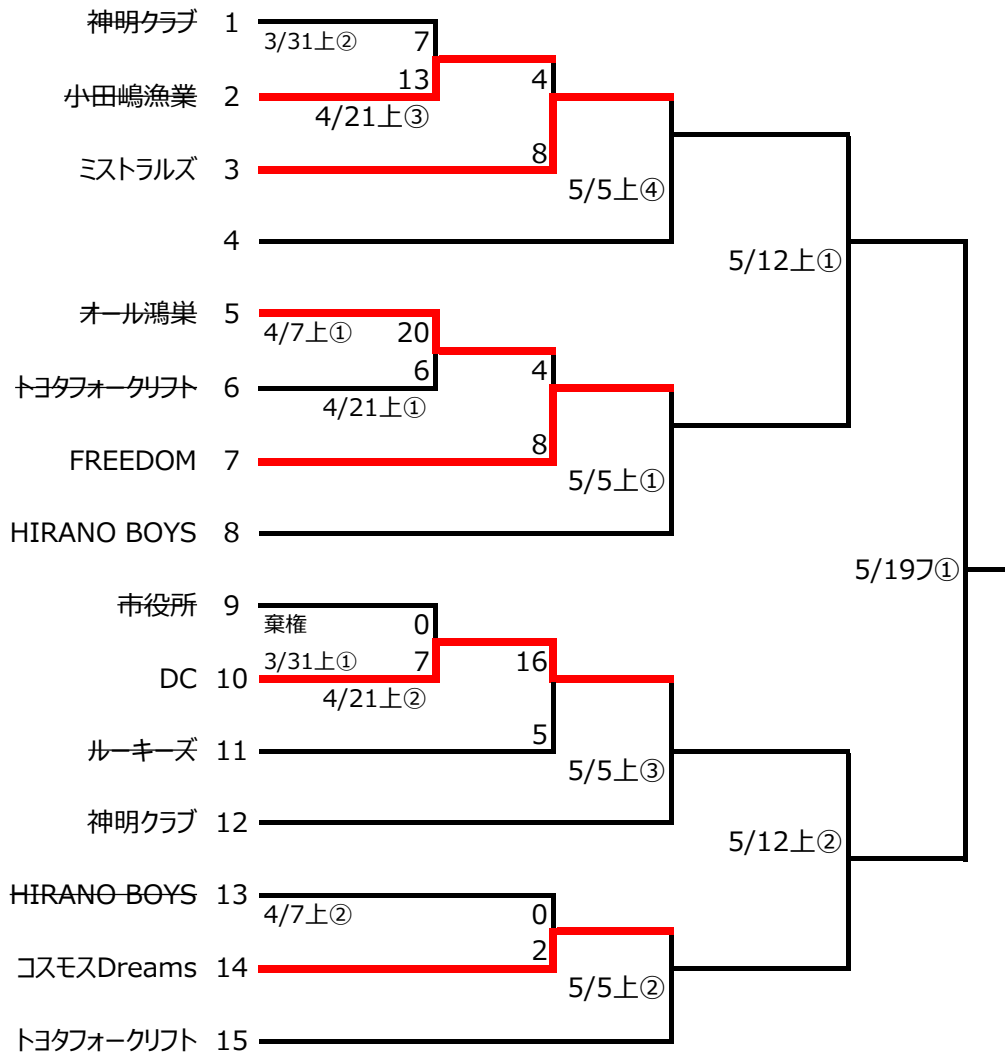 神明クラブ 1
3/31上② 7
13
小田嶋漁業 2
4/21上③
4
ミストラルズ 3
8
5/5上④
4
5/12上①
オール鴻巣 5
4/7上① 20
6
トヨタフォークリフト 6
4/21上①
4
FREEDOM 7
8
5/5上①
HIRANO BOYS 8
5/19フ①
市役所 9
棄権 0
3/31上① 7
DC 10
4/21上②
16
ルーキーズ 11
5
5/5上③
神明クラブ 12
5/12上②
HIRANO BOYS 13
4/7上② 0
2
コスモスDreams 14
5/5上②
トヨタフォークリフト 15